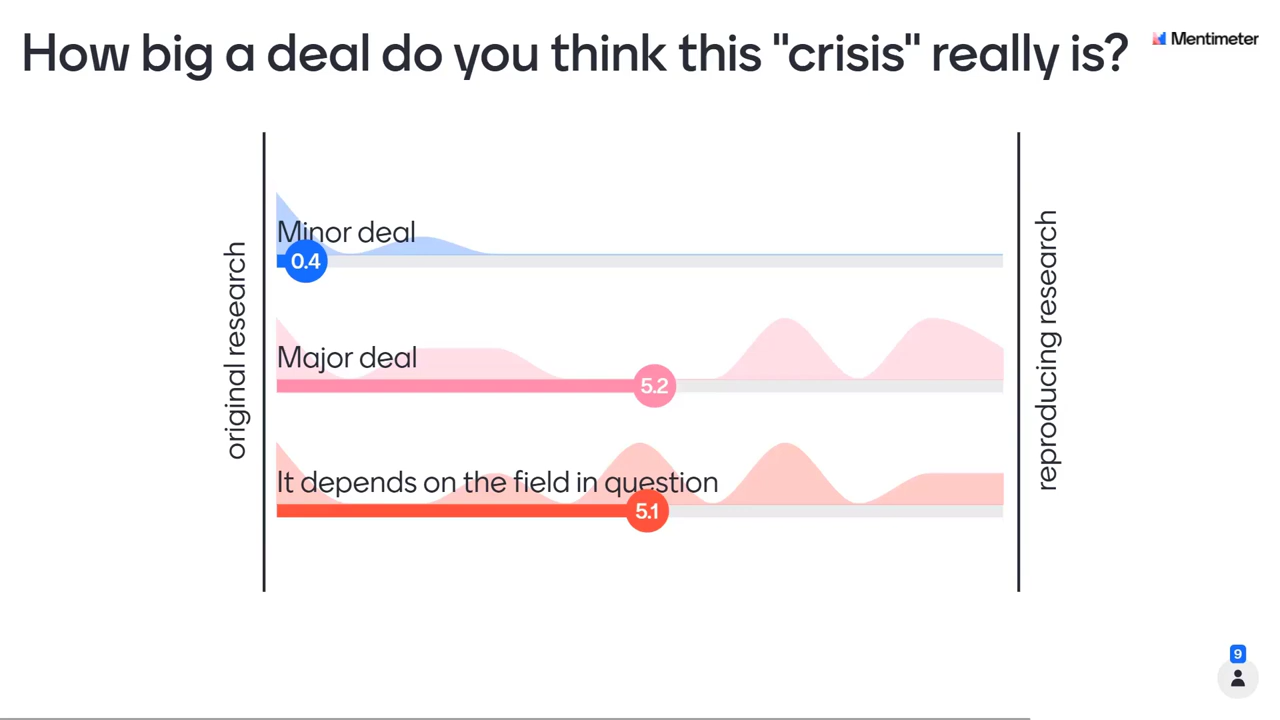 How big a deal do you think this "crisis" really is?
Mentimeter
original research
Minor deal
0.4
Major deal
5.2
It depends on the field in question
5.1
reproducing research
9